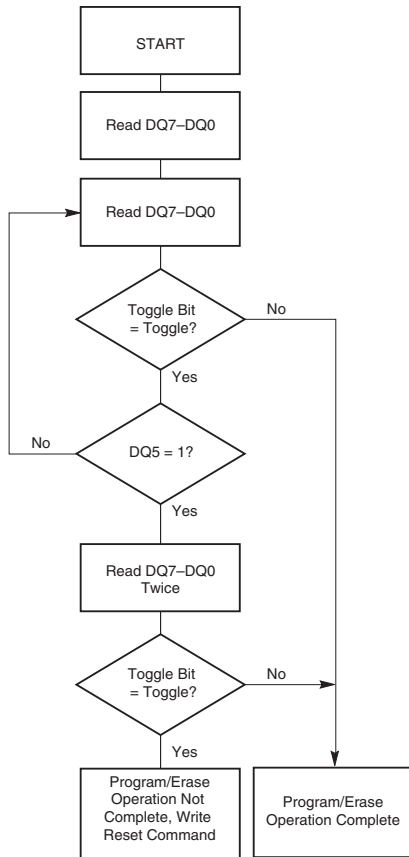 START
Read DQ7–DQ0
Read DQ7–DQ0
Toggle Bit
= Toggle?
No
Yes
No
DQ5 = 1?
Yes
Read DQ7–DQ0
Twice
Toggle Bit
= Toggle?
No
Yes
Program/Erase
Operation Not
Complete, Write
Reset Command
Program/Erase
Operation Complete